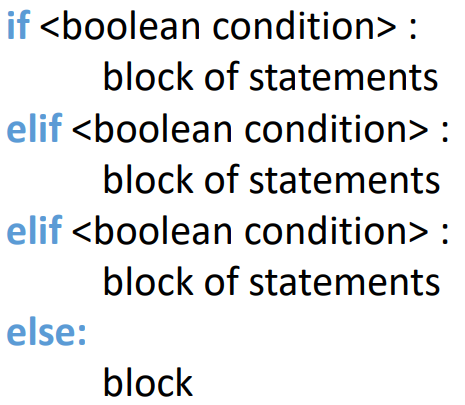 if <boolean condition> :
block of statements
elif <boolean condition> :
block of statements
elif <boolean condition> :
block of statements
else:
block